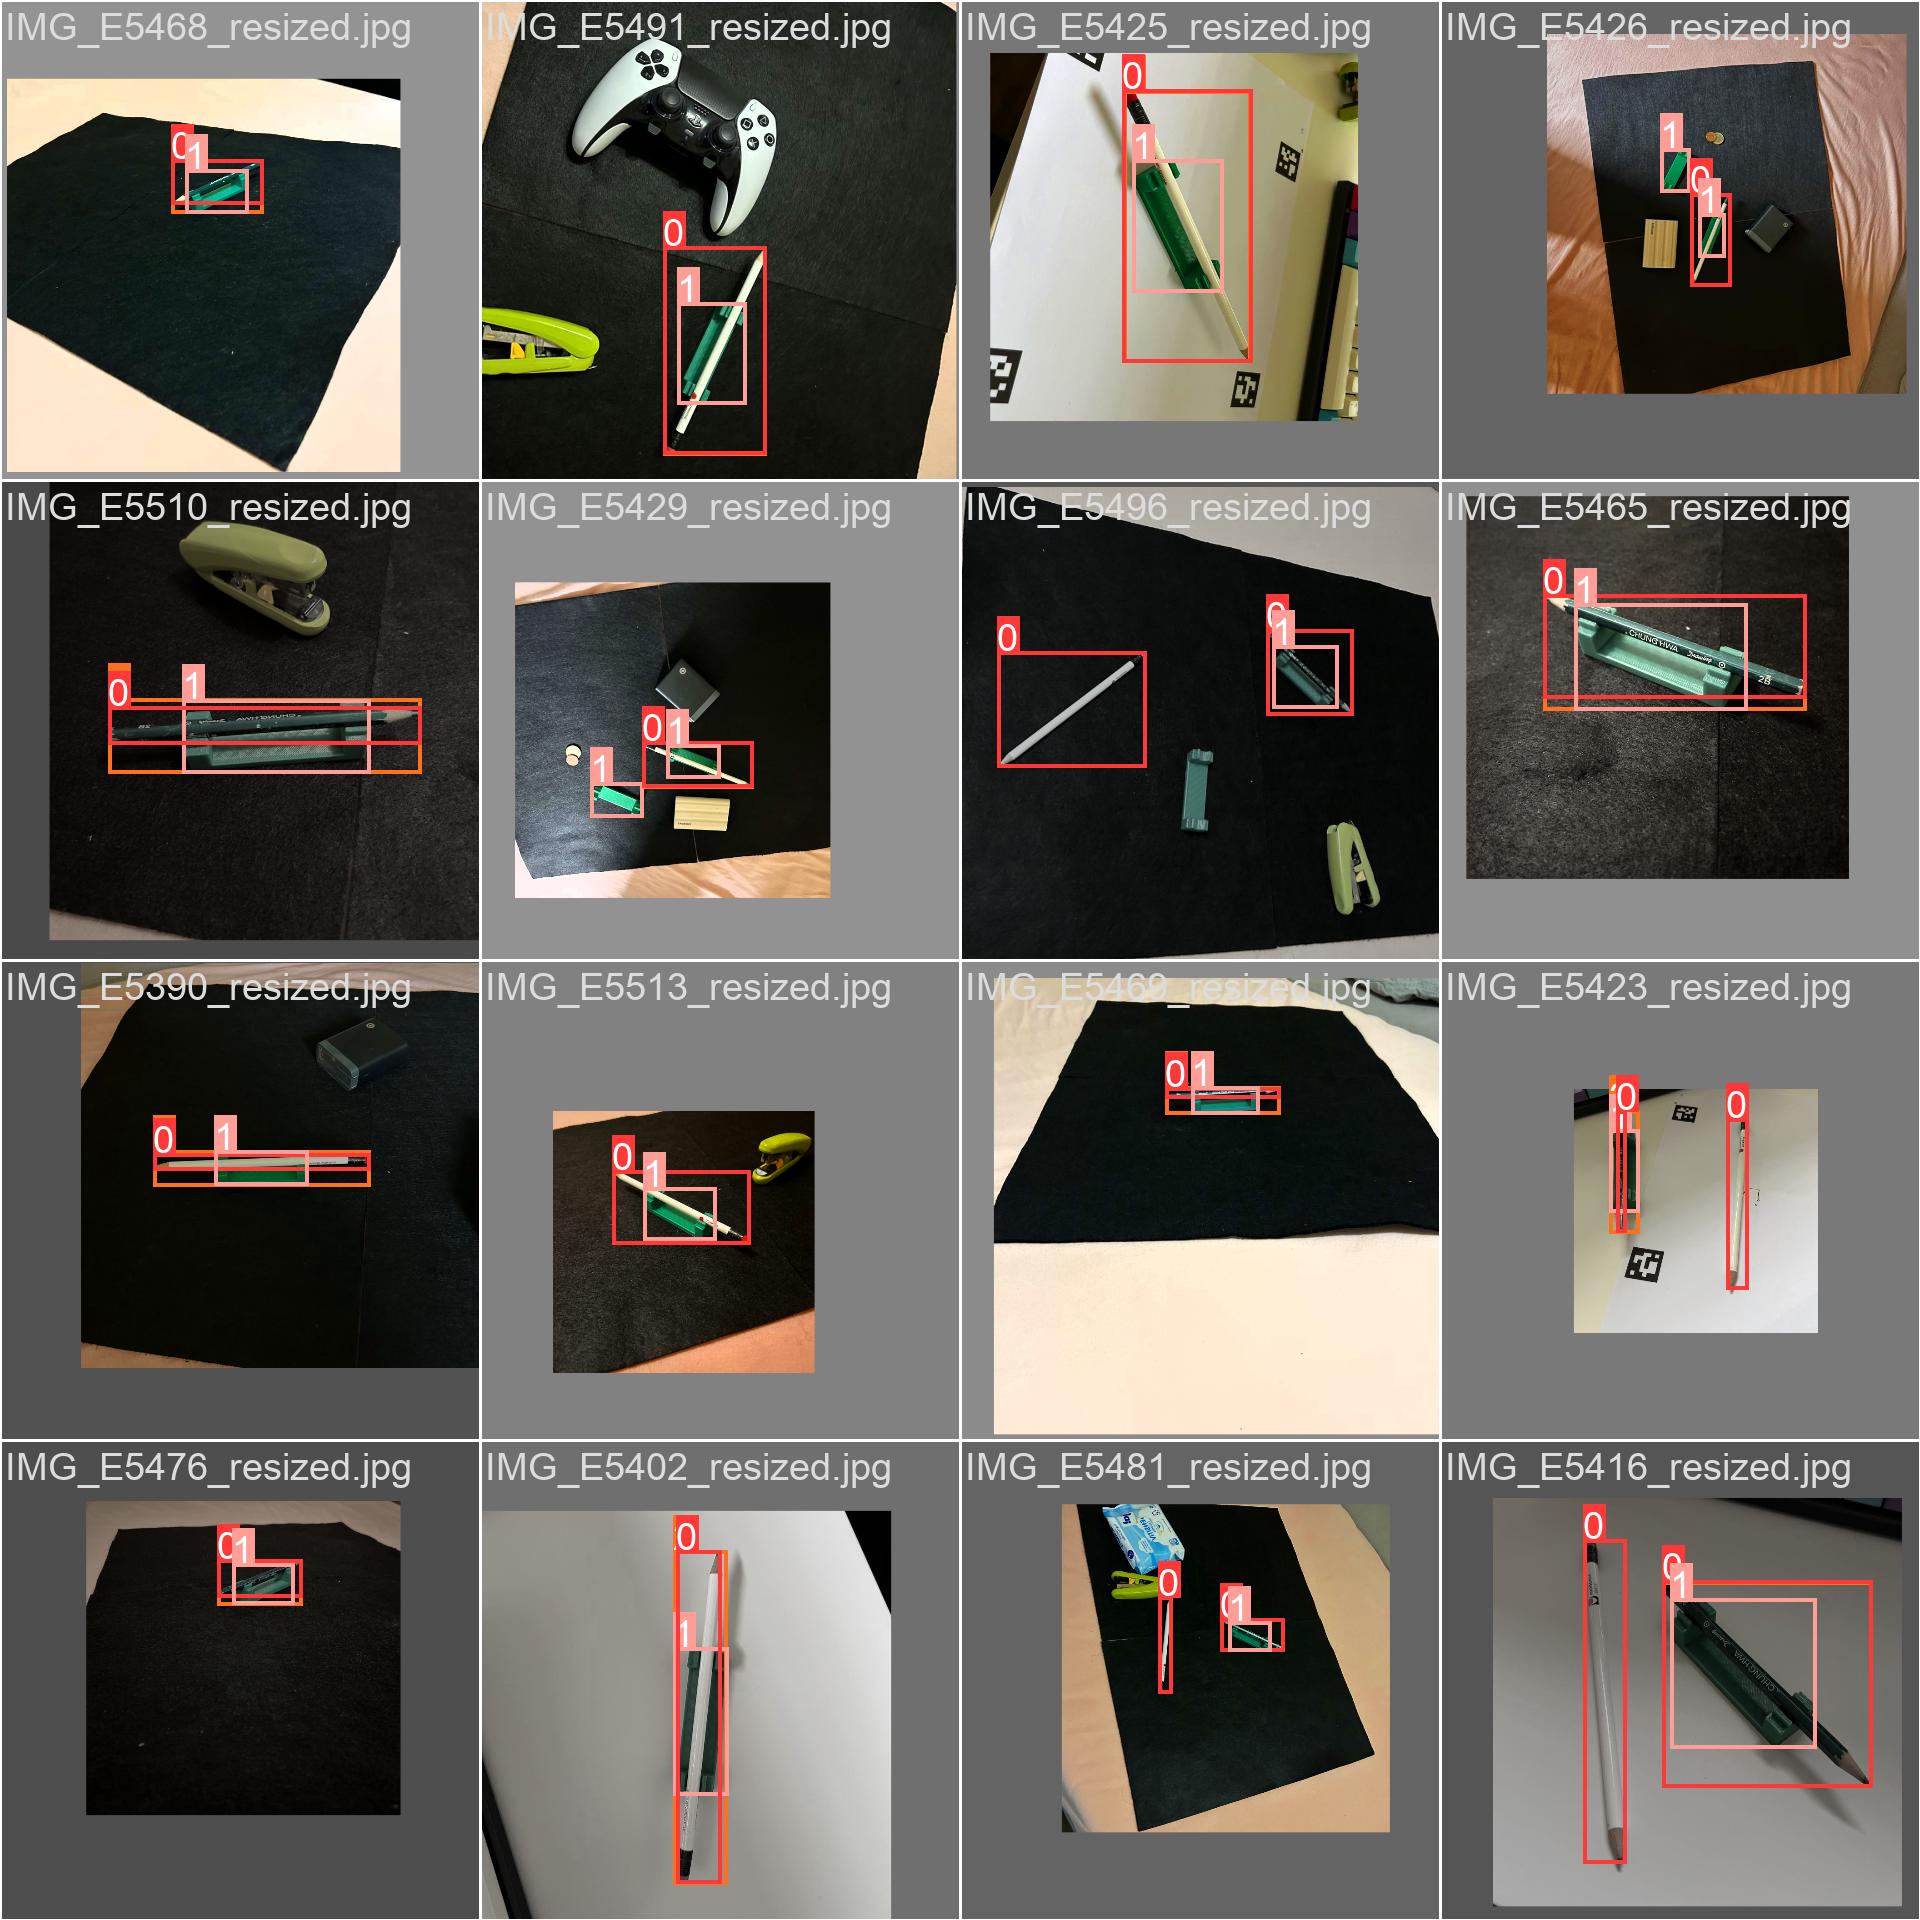 IMG_E5468_resized.jpg
0
1
IMG_E5491_resized.jpg
0
1
IMG_E5425_resized.jpg
0
1
IMG_E5426_resized.jpg
1
0
1
IMG_E5510_resized.jpg
0
1
CHUNG HWA
IMG_E5429_resized.jpg
0
1
1
IMG_E5496_resized.jpg
0
0
1
IMG_E5465_resized.jpg
0
1
CHUNG HWA Drawing
2B
IMG_E5390_resized.jpg
0
1
IMG_E5513_resized.jpg
0
1
IMG_E5469_resized.jpg
0
1
IMG_E5423_resized.jpg
0
0
IMG_E5476_resized.jpg
0
1
IMG_E5402_resized.jpg
0
1
IMG_E5481_resized.jpg
0
0
1
IMG_E5416_resized.jpg
0
0
1
Drawing CHUNG HWA